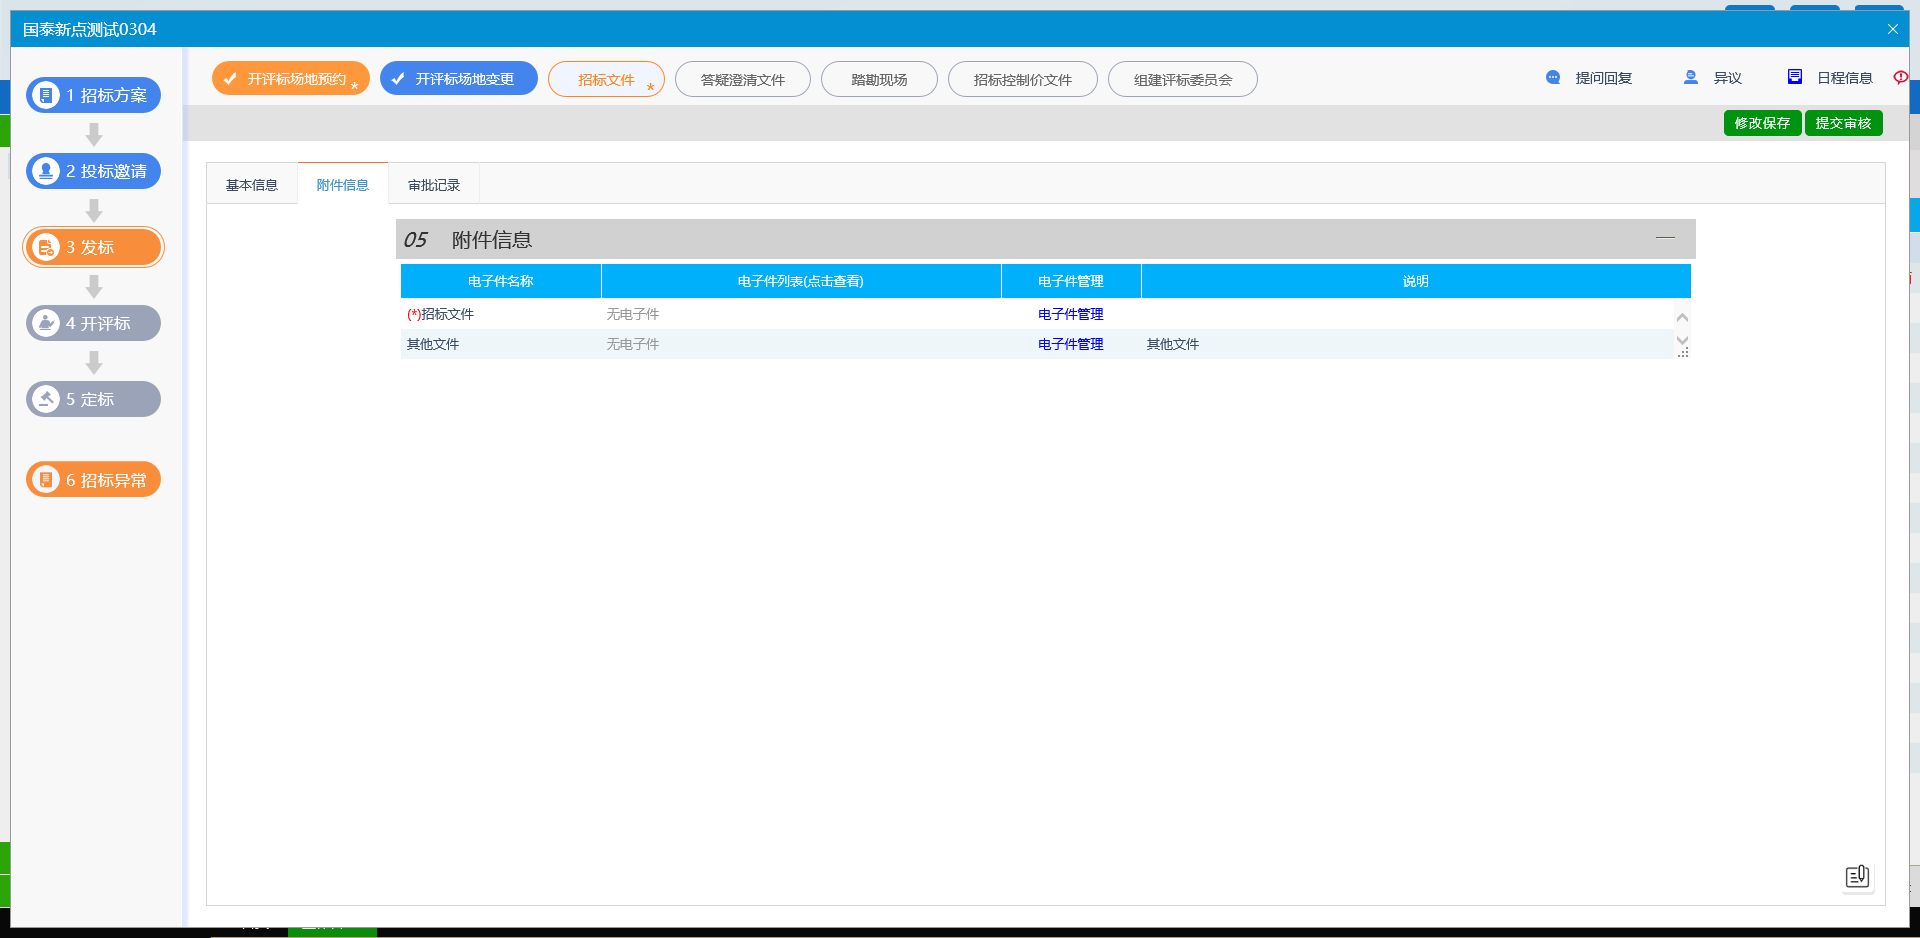 国泰新点测试0304
1 招标方案
2 投标邀请
3 发标
4 开评标
5 定标
6 招标异常
开评标场地预约 *
开评标场地变更
招标文件 *
答疑澄清文件
踏勘现场
招标控制价文件
组建评标委员会
提问回复
异议
日程信息
修改保存
提交审核
基本信息
附件信息
审批记录
05 附件信息
电子件名称 电子件列表(点击查看) 电子件管理 说明
(*)招标文件 无电子件 电子件管理
其他文件 无电子件 电子件管理 其他文件